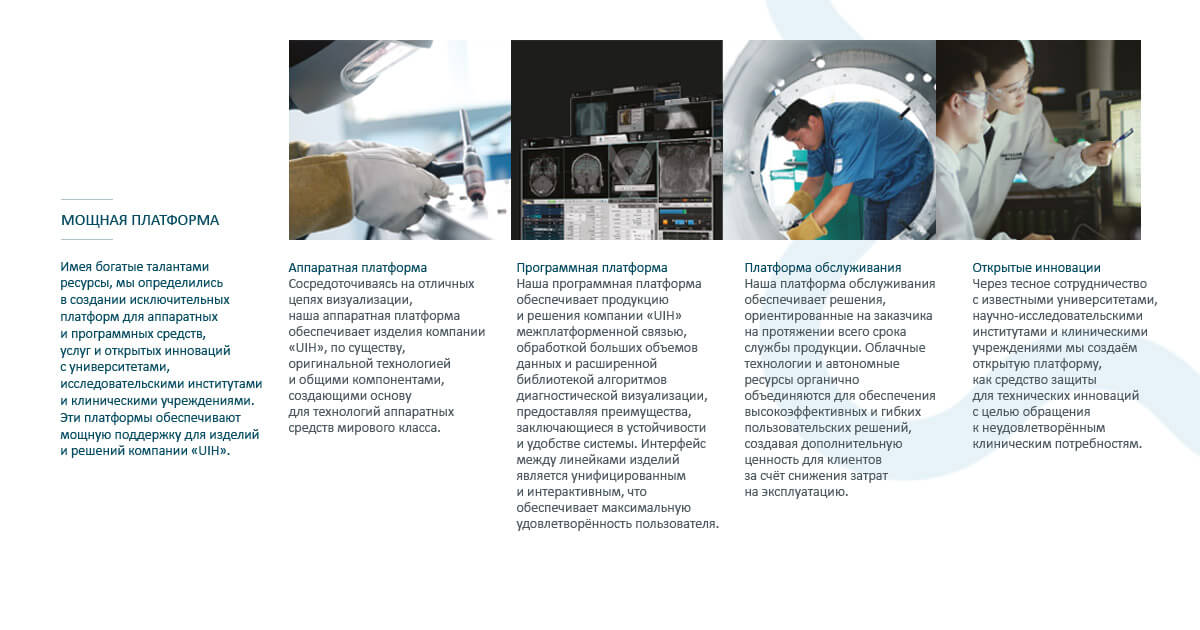 МОЩНАЯ ПЛАТФОРМА
Имея богатые талантами
ресурсы, мы определились
в создании исключительных
платформ для аппаратных
и программных средств,
услуг и открытых инноваций
с университетами,
исследовательскими институтами
и клиническими учреждениями.
Эти платформы обеспечивают
мощную поддержку для изделий
и решений компании «UIH».
Аппаратная платформа
Сосредоточиваясь на отличных
цепях визуализации,
наша аппаратная платформа
обеспечивает изделия компании
«UIH», по существу,
оригинальной технологией
и общими компонентами,
создающими основу
для технологий аппаратных
средств мирового класса.
Программная платформа
Наша программная платформа
обеспечивает продукцию
и решения компании «UIH»
межплатформенной связью,
обработкой больших объемов
данных и расширенной
библиотекой алгоритмов
диагностической визуализации,
предоставляя преимущества,
заключающиеся в устойчивости
и удобстве системы. Интерфейс
между линейками изделий
является унифицированным
и интерактивным, что
обеспечивает максимальную
удовлетворённость пользователя.
Платформа обслуживания
Наша платформа обслуживания
обеспечивает решения,
ориентированные на заказчика
на протяжении всего срока
службы продукции. Облачные
технологии и автономные
ресурсы органично
объединяются для обеспечения
высокоэффективных и гибких
пользовательских решений,
создавая дополнительную
ценность для клиентов
за счёт снижения затрат
на эксплуатацию.
Открытые инновации
Через тесное сотрудничество
с известными университетами,
научно-исследовательскими
институтами и клиническими
учреждениями мы создаём
открытую платформу,
как средство защиты
для технических инноваций
с целью обращения
к неудовлетворённым
клиническим потребностям.